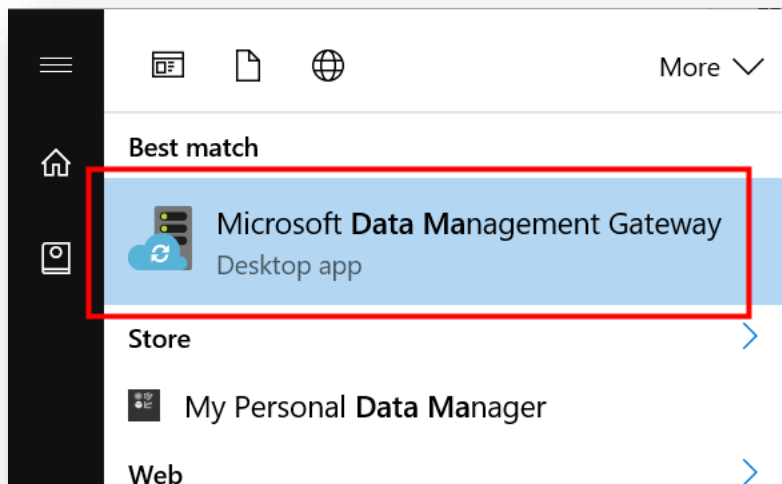 More
Best match
Microsoft Data Management Gateway
Desktop app
Store
My Personal Data Manager
Web